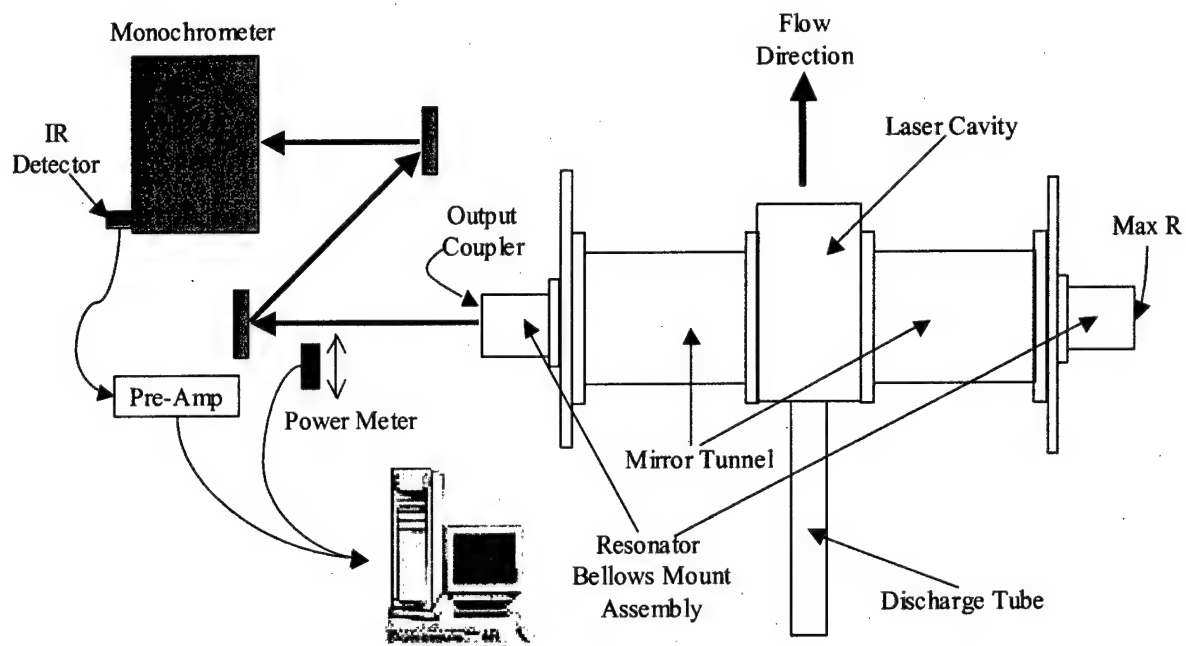 Monochrometer
IR
Detector
Flow
Direction
Laser Cavity
Output
Coupler
Max R
Pre-Amp
Power Meter
Mirror Tunnel
Resonator
Bellows Mount
Assembly
Discharge Tube